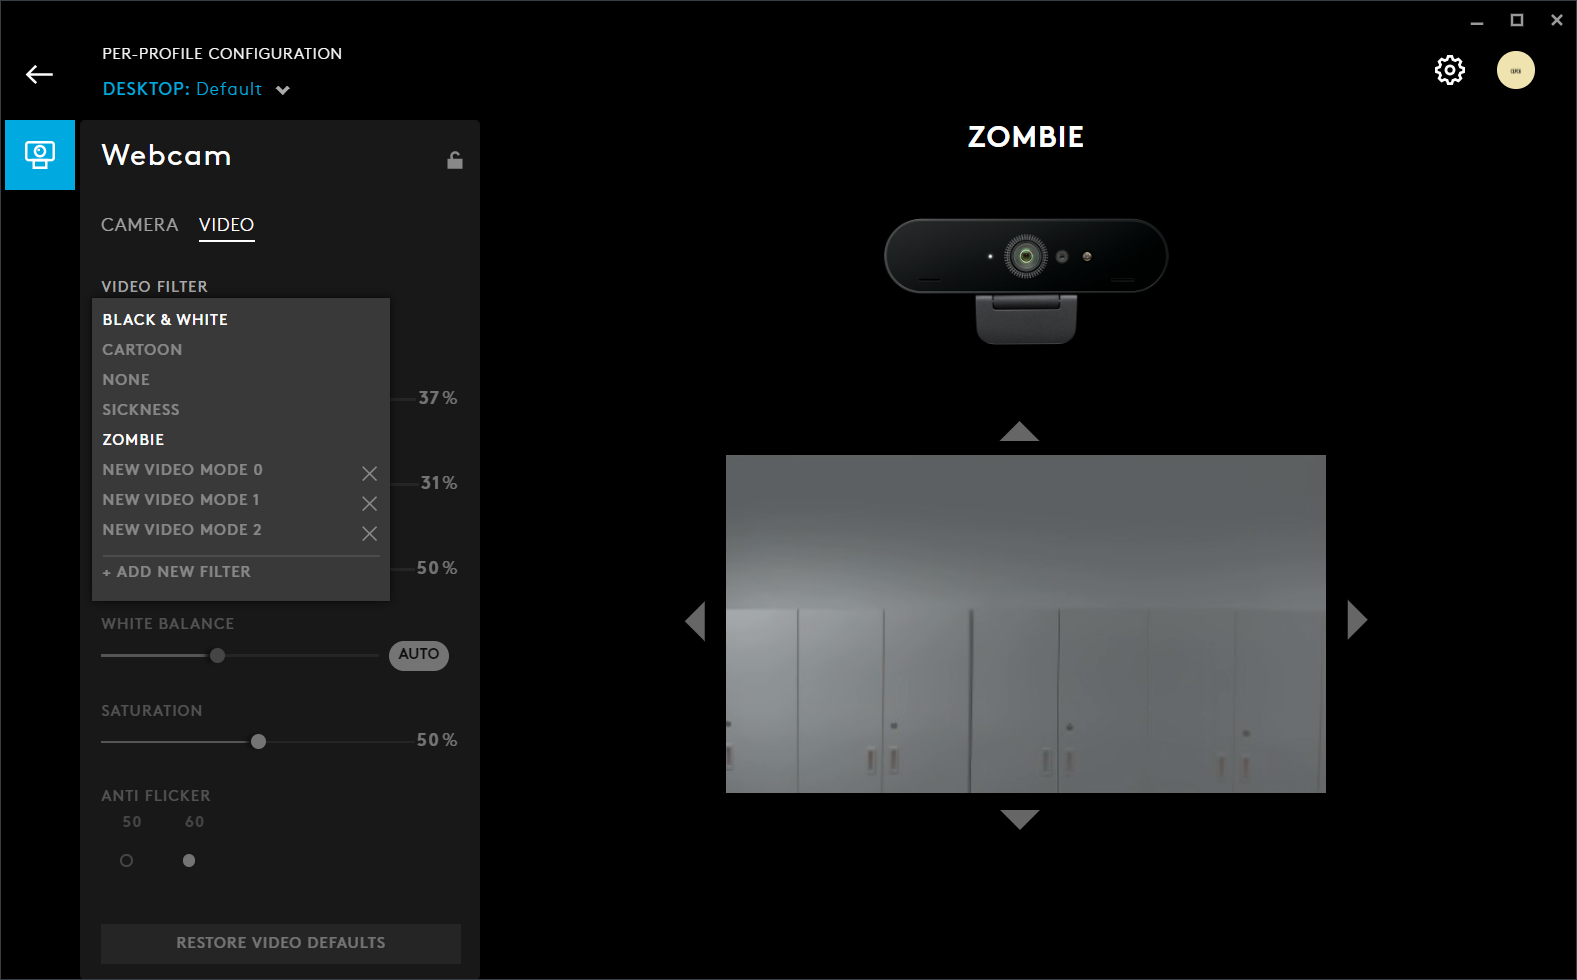 PER-PROFILE CONFIGURATION
DESKTOP: Default
Webcam
CAMERA VIDEO
VIDEO FILTER
BLACK & WHITE
CARTOON
NONE
SICKNESS
ZOMBIE
NEW VIDEO MODE 0
NEW VIDEO MODE 1
NEW VIDEO MODE 2
+ ADD NEW FILTER
37%
31%
50%
WHITE BALANCE
AUTO
SATURATION
50%
ANTI FLICKER
50 60
RESTORE VIDEO DEFAULTS
ZOMBIE